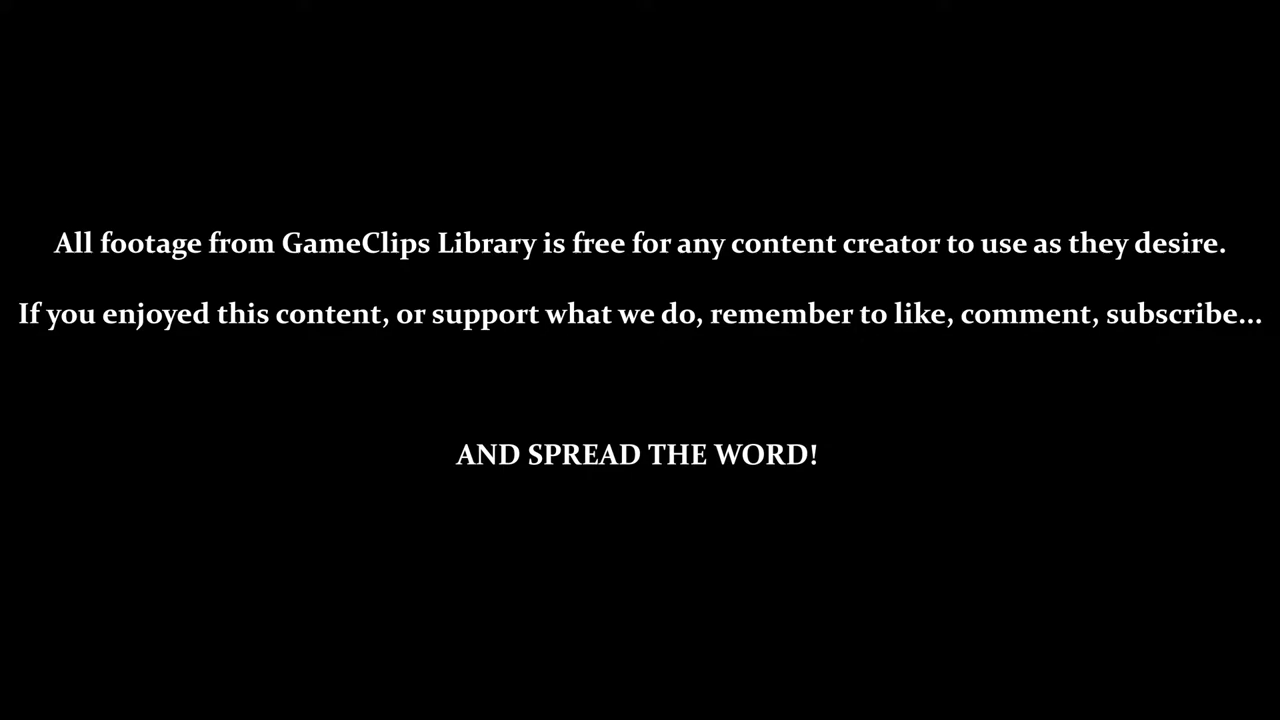 All footage from GameClips Library is free for any content creator to use as they desire.
If you enjoyed this content, or support what we do, remember to like, comment, subscribe...
AND SPREAD THE WORD!